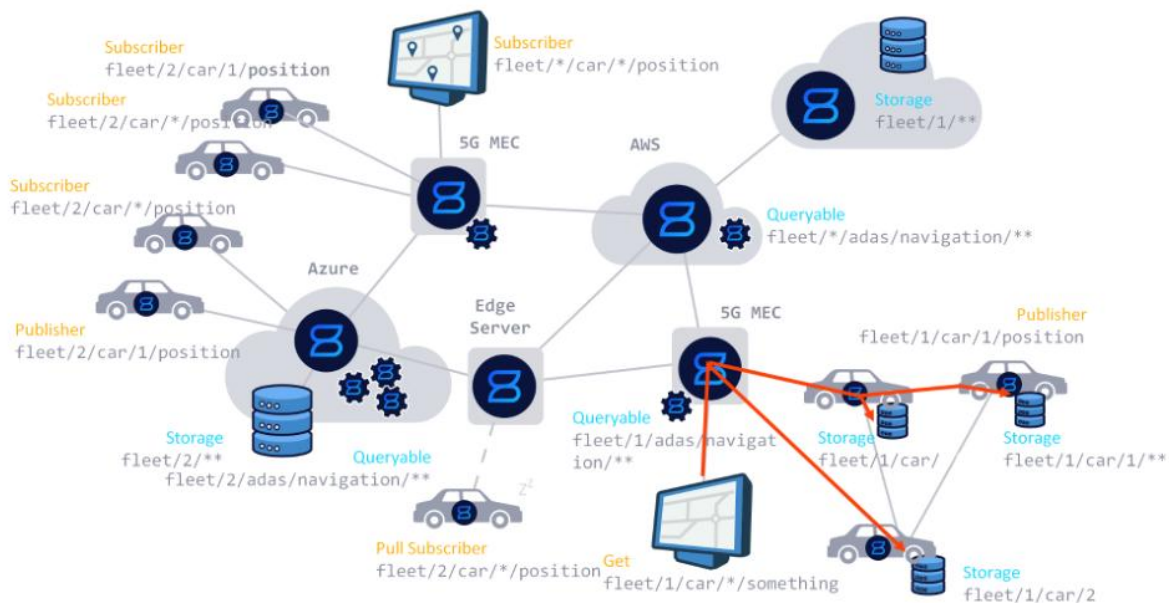 Subscriber
fleet/2/car/1/position
Subscriber
fleet/2/car/*/position
Subscriber
fleet/2/car/*/position
Publisher
fleet/2/car/1/position
Subscriber
fleet/*/car/*/position
5G MEC
AWS
Storage
fleet/1/**
Queryable
fleet/*/adas/navigation/**
Azure
Edge
Server
5G MEC
Publisher
fleet/1/car/1/position
Storage
fleet/2/**
Queryable
fleet/2/adas/navigation/**
Queryable
fleet/1/adas/navigat
ion/**
Storage
fleet/1/car/
Storage
fleet/1/car/1/**
zz
Pull Subscriber
fleet/2/car/*/position
Get
fleet/1/car/*/something
Storage
fleet/1/car/2